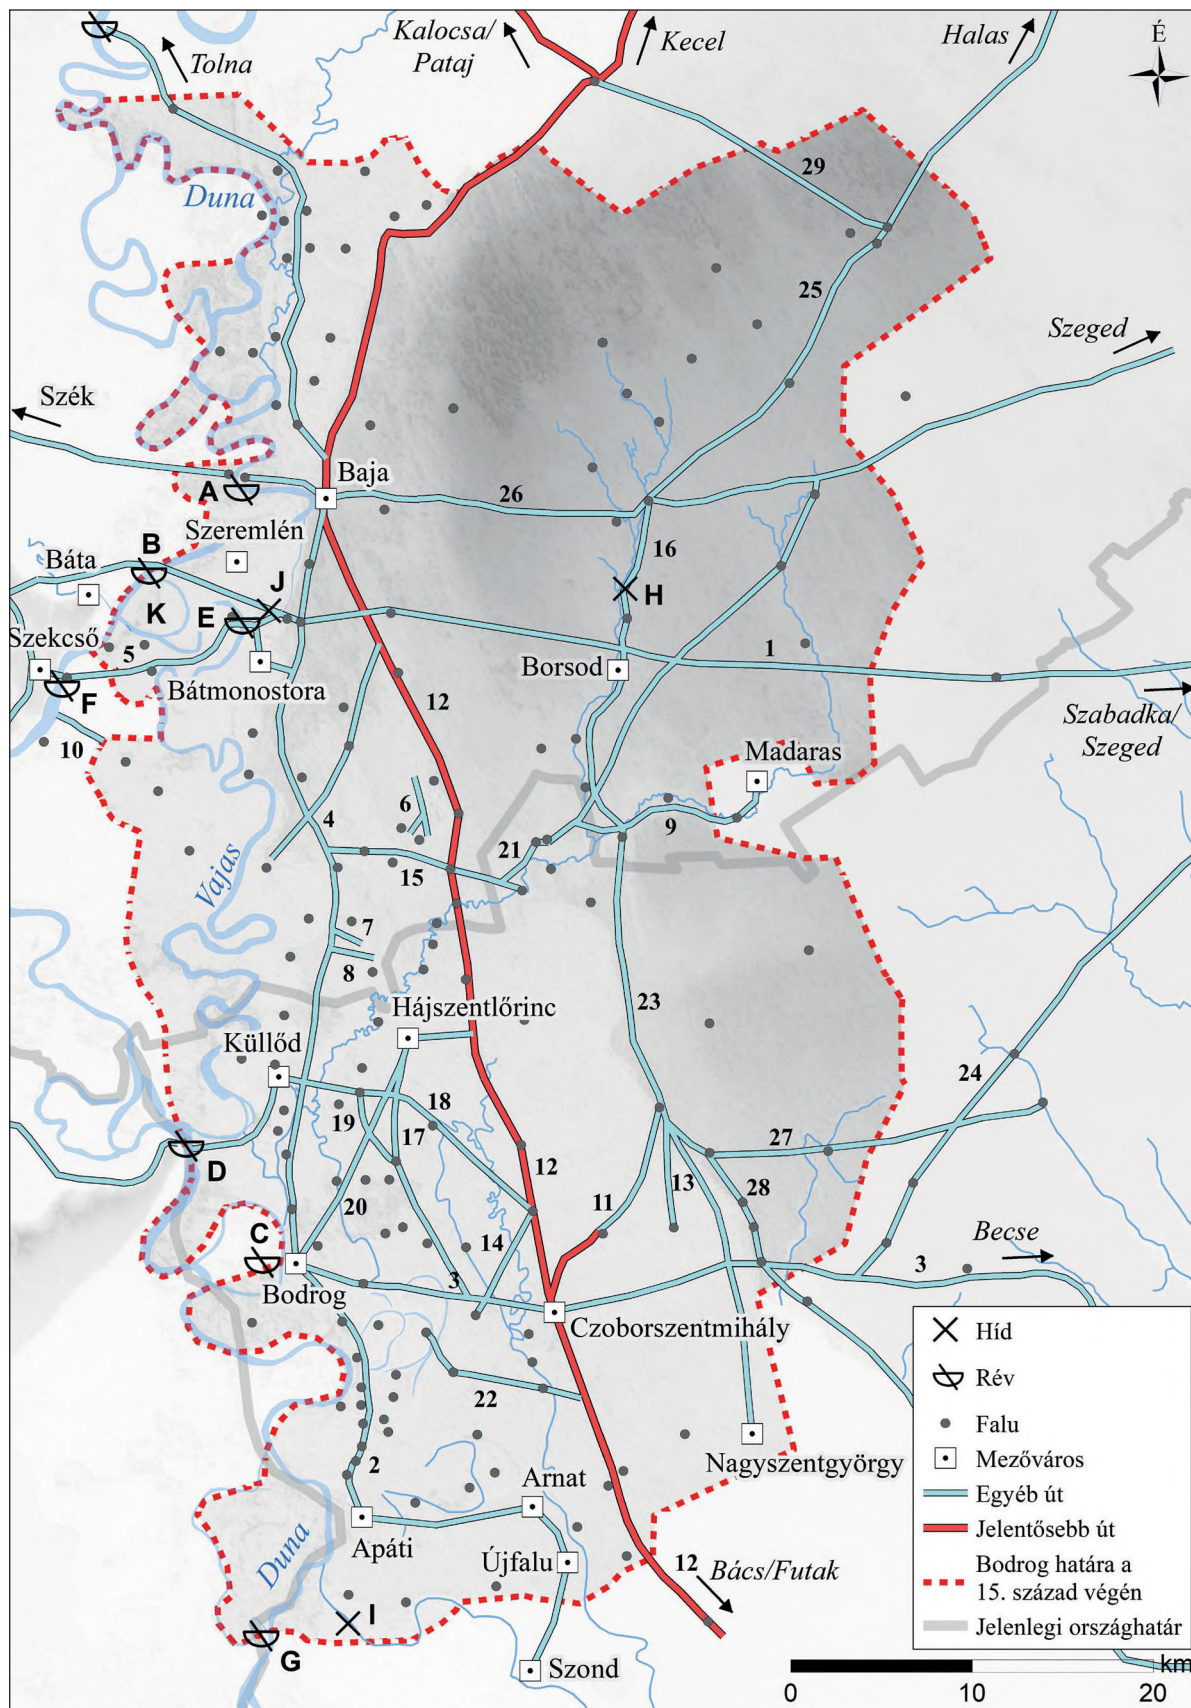 Tolna
Kalocsa/
Pataj
Kecel
Halas
É
Duna
29
25
Szeged
Szék
Baja
A
26
Szeremlén
B
16
Báta
J
H
K
E
Szekcső
5
1
Borsod
Bátmonostora
F
12
Szabadka/
Szeged
10
Madaras
6
4
9
21
15
Vajas
7
8
23
Hájszentlőrinc
Küllőd
24
18
19
17
27
D
12
13
28
20
11
C
14
Becse
3
3
Bodrog
Czoborszentmihály
Híd
Rév
22
Falu
Nagyszentgyörgy
Mezőváros
2
Arnat
Egyéb út
Apáti
Jelentősebb út
Duna
Újfalu
12
Bács/Futak
Bodrog határa a
15. század végén
I
Jelenlegi országhatár
G
Szond
km
0
10
20